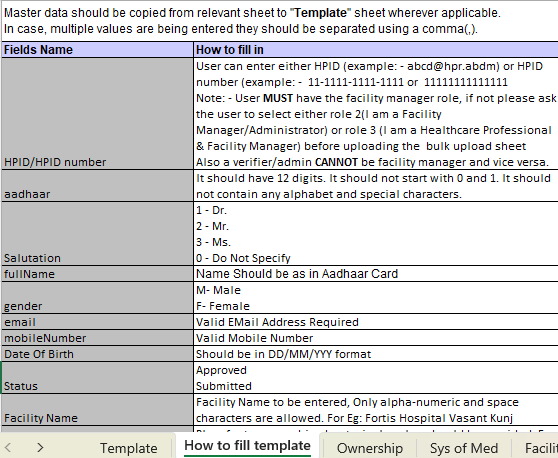 Master data should be copied from relevant sheet to "Template" sheet wherever applicable.
In case, multiple values are being entered they should be separated using a comma(,).
Fields Name How to fill in
User can enter either HPID (example: - abcd@hpr.abdm) or HPID
number (example: - 11-1111-1111-1111 or 11111111111111
Note: - User MUST have the facility manager role, if not please ask
the user to select either role 2(I am a Facility
Manager/Administrator) or role 3 (I am a Healthcare Professional
& Facility Manager) before uploading the bulk upload sheet
HPID/HPID number Also a verifier/admin CANNOT be facility manager and vice versa.
It should have 12 digits. It should not start with 0 and 1. It should
aadhaar not contain any alphabet and special characters.
1 - Dr.
2 - Mr.
3 - Ms.
Salutation 0 - Do Not Specify
fullName Name Should be as in Aadhaar Card
M- Male
gender F- Female
email Valid EMail Address Required
mobileNumber Valid Mobile Number
Date Of Birth Should be in DD/MM/YYY format
Approved
Status Submitted
Facility Name to be entered, Only alpha-numeric and space
Facility Name characters are allowed. For Eg: Fortis Hospital Vasant Kunj
Template How to fill template Ownership Sys of Med Facilit